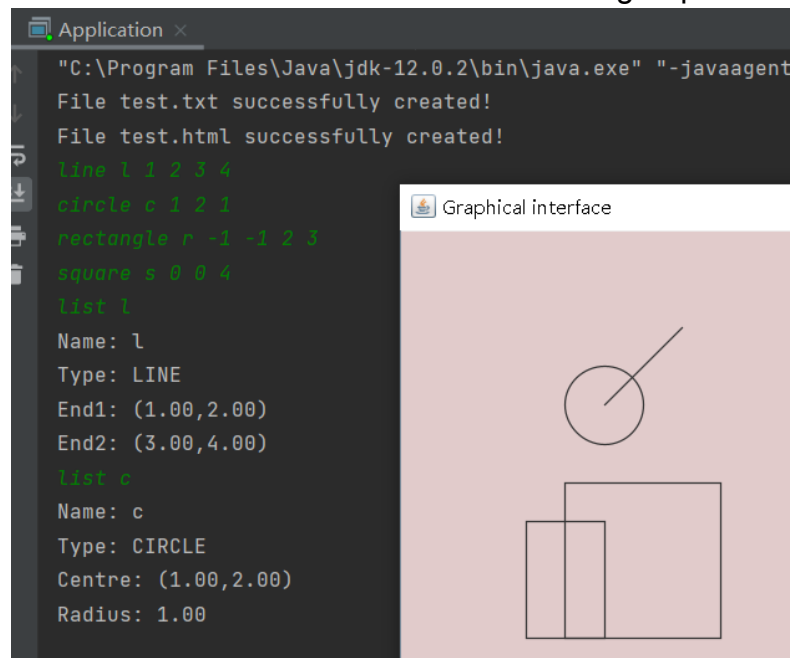 Application
"C:\Program Files\Java\jdk-12.0.2\bin\java.exe" "-javaagent
File test.txt successfully created!
File test.html successfully created!
line l 1 2 3 4
circle c 1 2 1
rectangle r -1 -1 2 3
square s 0 0 4
list l
Name: l
Type: LINE
End1: (1.00,2.00)
End2: (3.00,4.00)
list c
Name: c
Type: CIRCLE
Centre: (1.00,2.00)
Radius: 1.00
Graphical interface